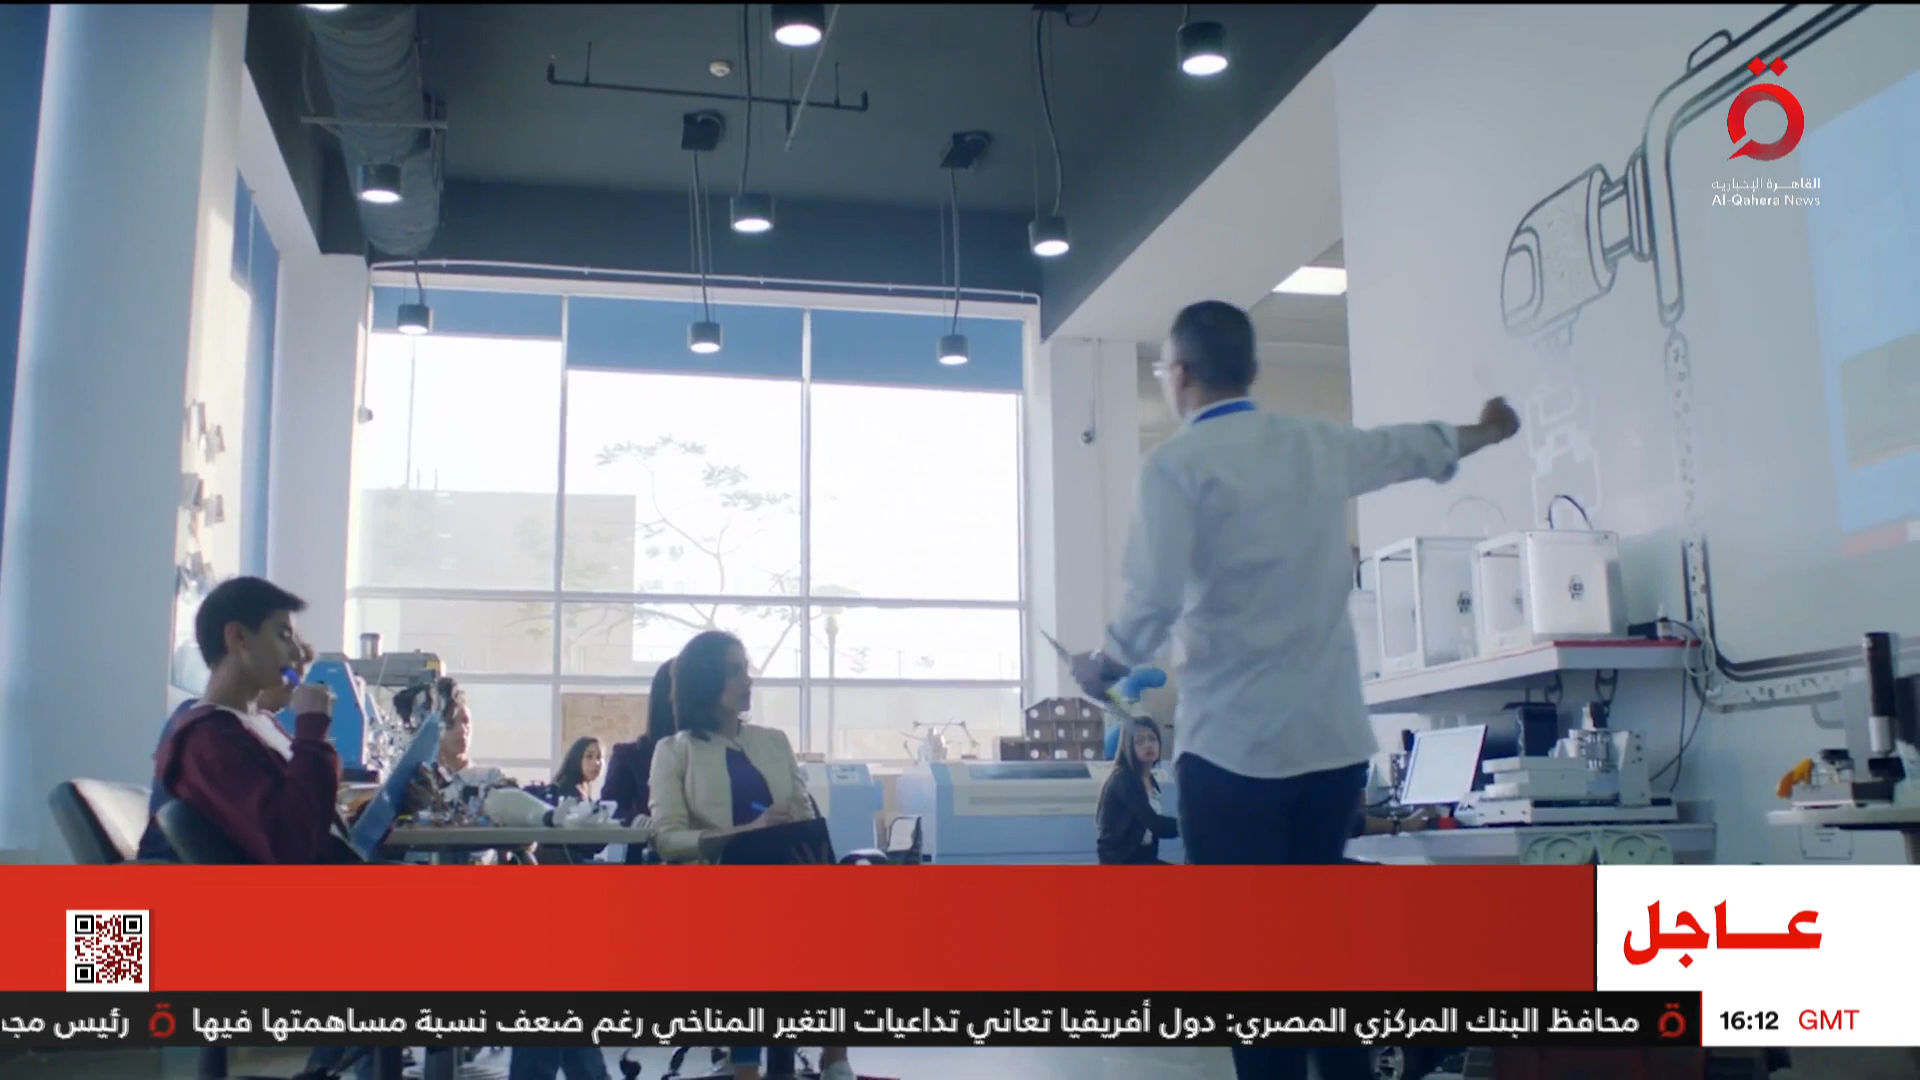 القاهرة الإخبارية
Al-Qahera News
عاجل
محافظ البنك المركزي المصري: دول أفريقيا تعاني تداعيات التغير المناخي رغم ضعف نسبة مساهمتها فيها
رئيس
16:12 GMT